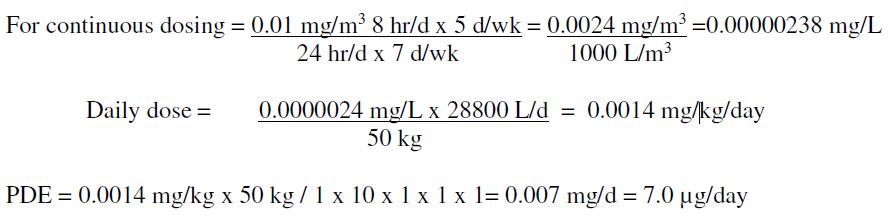 For continuous dosing = 0.01 mg/m³ 8 hr/d x 5 d/wk = 0.0024 mg/m³ =0.00000238 mg/L
24 hr/d x 7 d/wk 1000 L/m³
Daily dose = 0.0000024 mg/L x 28800 L/d = 0.0014 mg/kg/day
50 kg
PDE = 0.0014 mg/kg x 50 kg / 1 x 10 x 1 x 1 x 1= 0.007 mg/d = 7.0 µg/day